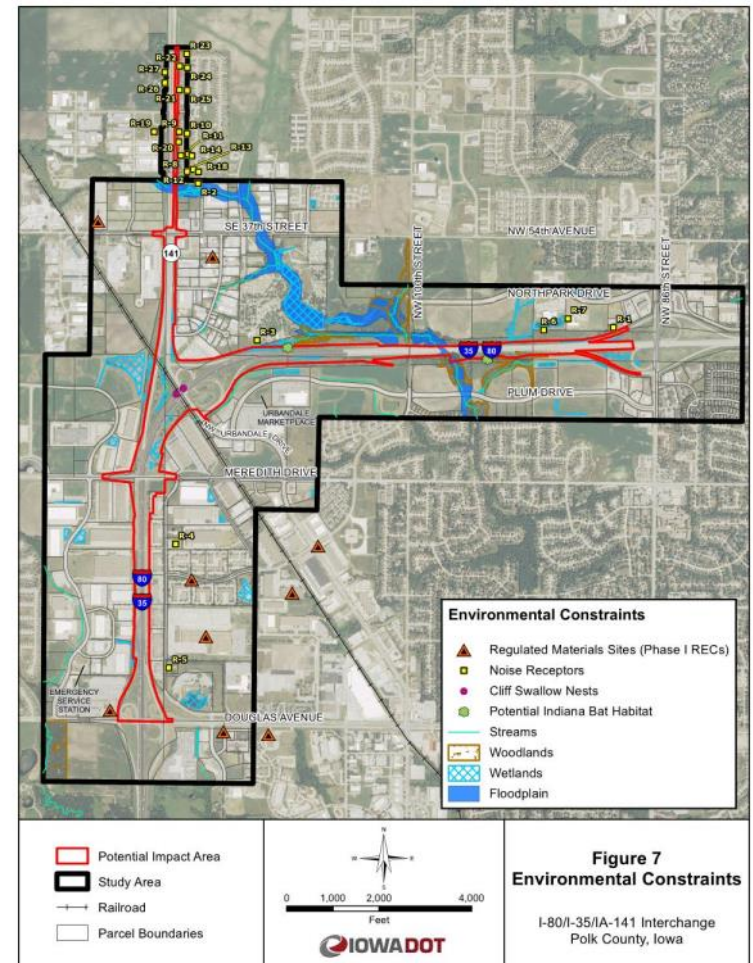 R-23
R-22
R-27
R-24
R-26
R-21
R-25
R-19
R-9
R-10
R-11
R-20
R-14
R-13
R-8
R-18
R-12
R-2
SE 37th STREET
NW 54th AVENUE
141
NW 100th STREET
NW 86th STREET
NORTHPARK DRIVE
R-7
R-6
R-1
R-3
35
80
PLUM DRIVE
URBANDALE
MARKETPLACE
NW URBANDALE DRIVE
MEREDITH DRIVE
R-4
80
35
R-5
EMERGENCY
SERVICE
STATION
DOUGLAS AVENUE
Environmental Constraints
Regulated Materials Sites (Phase I RECs)
Noise Receptors
Cliff Swallow Nests
Potential Indiana Bat Habitat
Streams
Woodlands
Wetlands
Floodplain
Potential Impact Area
Study Area
Railroad
Parcel Boundaries
N
W
E
S
0 1,000 2,000 4,000
Feet
IOWADOT
Figure 7
Environmental Constraints
I-80/I-35/IA-141 Interchange
Polk County, Iowa